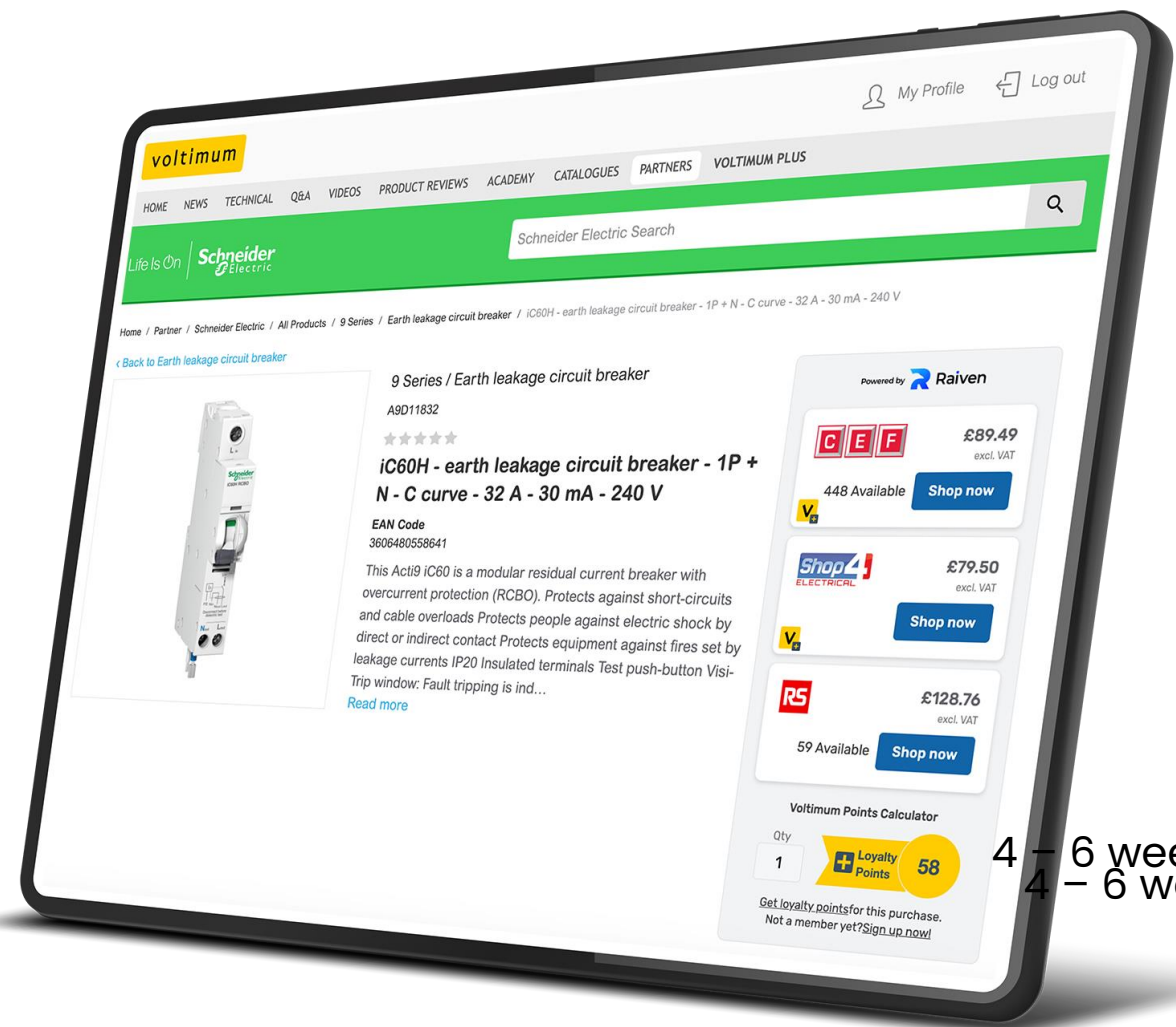 My Profile
Log out
voltimum
HOME NEWS TECHNICAL Q&A VIDEOS PRODUCT REVIEWS ACADEMY CATALOGUES PARTNERS VOLTIMUM PLUS
Life Is On Schneider Electric
Schneider Electric Search
Home / Partner / Schneider Electric / All Products / 9 Series / Earth leakage circuit breaker / iC60H - earth leakage circuit breaker - 1P + N - C curve - 32 A - 30 mA - 240 V
‹ Back to Earth leakage circuit breaker
Schneider
9 Series / Earth leakage circuit breaker
A9D11832
iC60H - earth leakage circuit breaker - 1P +
N - C curve - 32 A - 30 mA - 240 V
EAN Code
3606480558641
This Acti9 iC60 is a modular residual current breaker with
overcurrent protection (RCBO). Protects against short-circuits
and cable overloads Protects people against electric shock by
direct or indirect contact Protects equipment against fires set by
leakage currents IP20 Insulated terminals Test push-button Visi-
Trip window: Fault tripping is ind...
Read more
Powered by Raiven
CEF
£89.49
excl. VAT
448 Available
Shop now
V+
Shop4
ELECTRICAL
£79.50
excl. VAT
Shop now
V+
RS
£128.76
excl. VAT
59 Available
Shop now
Voltimum Points Calculator
Qty
1
Loyalty
Points
58
Get loyalty pointsfor this purchase.
Not a member yet?Sign up now!
4 – 6 wee
4 – 6 w